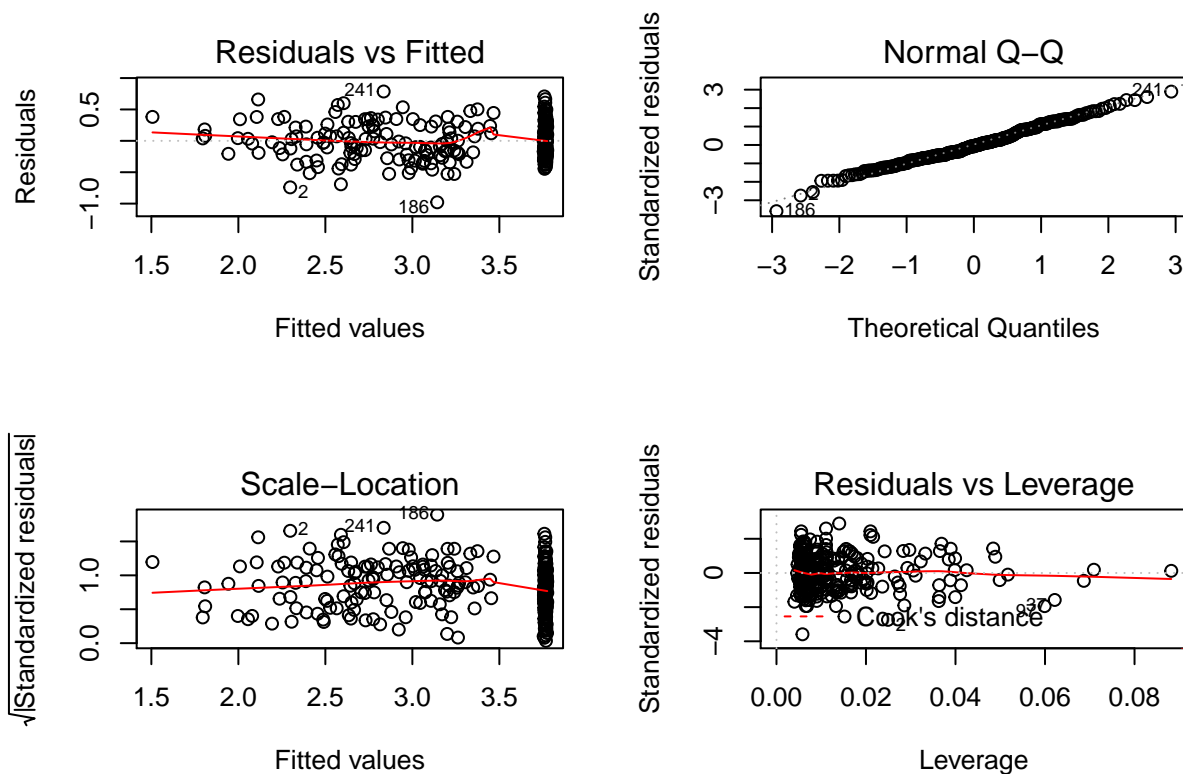 Residuals vs Fitted
Residuals
0.5
−1.0
241
2
186
1.5 2.0 2.5 3.0 3.5
Fitted values
Normal Q−Q
Standardized residuals
3
0
−3
241
2
186
−3 −2 −1 0 1 2 3
Theoretical Quantiles
Scale−Location
√|Standardized residuals|
1.0
0.0
2
241
186
1.5 2.0 2.5 3.0 3.5
Fitted values
Residuals vs Leverage
Standardized residuals
0
−4
Cook's distance
2
937
0.00 0.02 0.04 0.06 0.08
Leverage